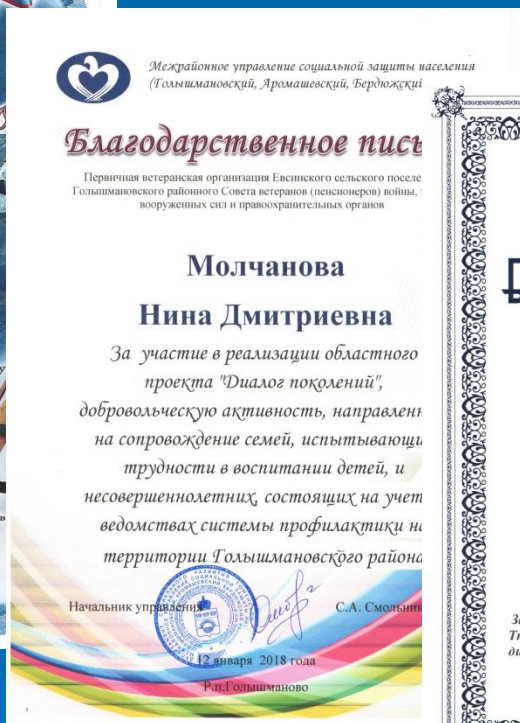 Межрайонное управление социальной защиты населения
(Голышмановский, Аромашевский, Бердюжский
Благодарственное пись
Первичная ветеранская организация Евсинского сельского поселе
Голышмановского районного Совета ветеранов (пенсионеров) войны,
вооруженных сил и правоохранительных органов
Молчанова
Нина Дмитриевна
За участие в реализации областного
проекта "Диалог поколений",
добровольческую активность, направленн
на сопровождение семей, испытывающи
трудности в воспитании детей, и
несовершеннолетних, состоящих на учет
ведомствах системы профилактики на
территории Голышмановского района
Начальник управления С.А. Смольник
12 января 2018 года
Р.п.Голышманово